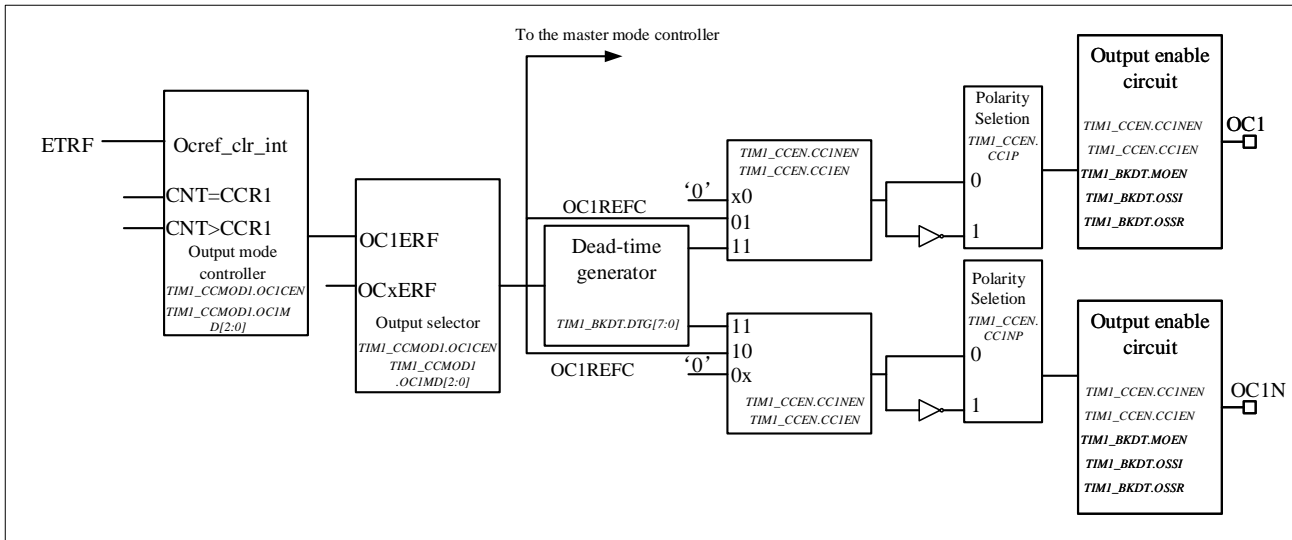 To the master mode controller
ETRF
Ocref_clr_int
CNT=CCR1
CNT>CCR1
Output mode
controller
TIM1_CCMOD1.OC1CEN
TIM1_CCMOD1.OC1M
D[2:0]
OC1ERF
OCxERF
Output selector
TIM1_CCMOD1.OC1CEN
TIM1_CCMOD1
.OC1MD[2:0]
OC1REFC
Dead-time
generator
TIM1_BKDT.DTG[7:0]
OC1REFC
TIM1_CCEN.CC1NEN
TIM1_CCEN.CC1EN
‘0’
x0
01
11
11
10
‘0’
0x
TIM1_CCEN.CC1NEN
TIM1_CCEN.CC1EN
Polarity
Seletion
TIM1_CCEN.
CC1P
0
1
Polarity
Seletion
TIM1_CCEN.
CC1NP
0
1
Output enable
circuit
TIM1_CCEN.CC1NEN
TIM1_CCEN.CC1EN
TIM1_BKDT.MOEN
TIM1_BKDT.OSSI
TIM1_BKDT.OSSR
OC1
Output enable
circuit
TIM1_CCEN.CC1NEN
TIM1_CCEN.CC1EN
TIM1_BKDT.MOEN
TIM1_BKDT.OSSI
TIM1_BKDT.OSSR
OC1N